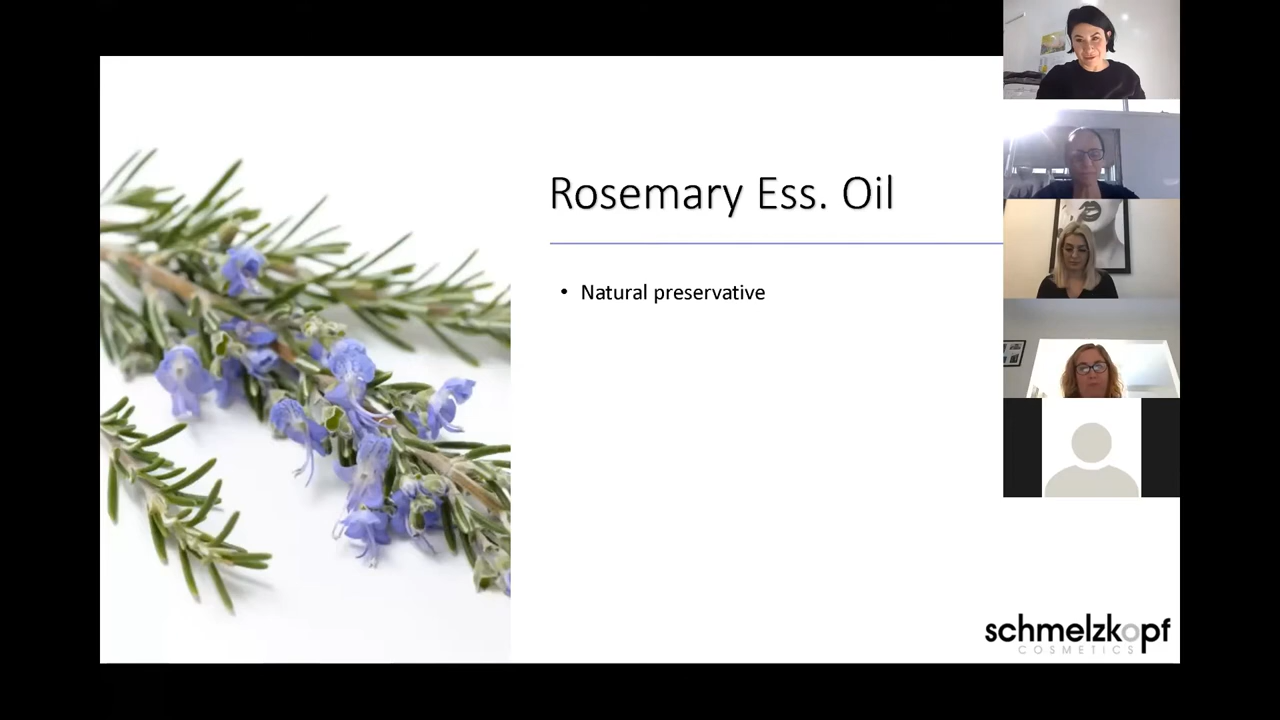 Rosemary Ess. Oil
• Natural preservative
schmelzkopf
COSMETICS